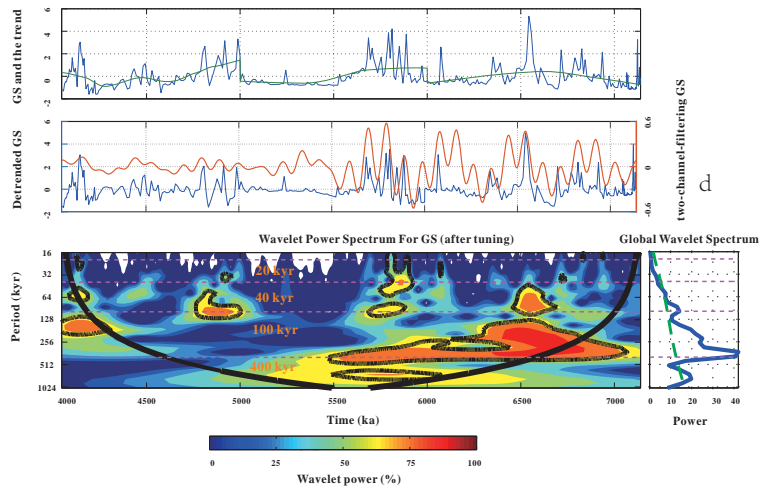 GS and the trend
6
4
2
0
-2
Detrended GS
6
4
2
0
-2
0.6
0
-0.6
two-channel-filtering GS
d
Wavelet Power Spectrum For GS (after tuning)
Global Wavelet Spectrum
Period (kyr)
16
32
64
128
256
512
1024
20 kyr
40 kyr
100 kyr
400 kyr
4000 4500 5000 5500 6000 6500 7000
0 10 20 30 40
Time (ka)
Power
0 25 50 75 100
Wavelet power (%)